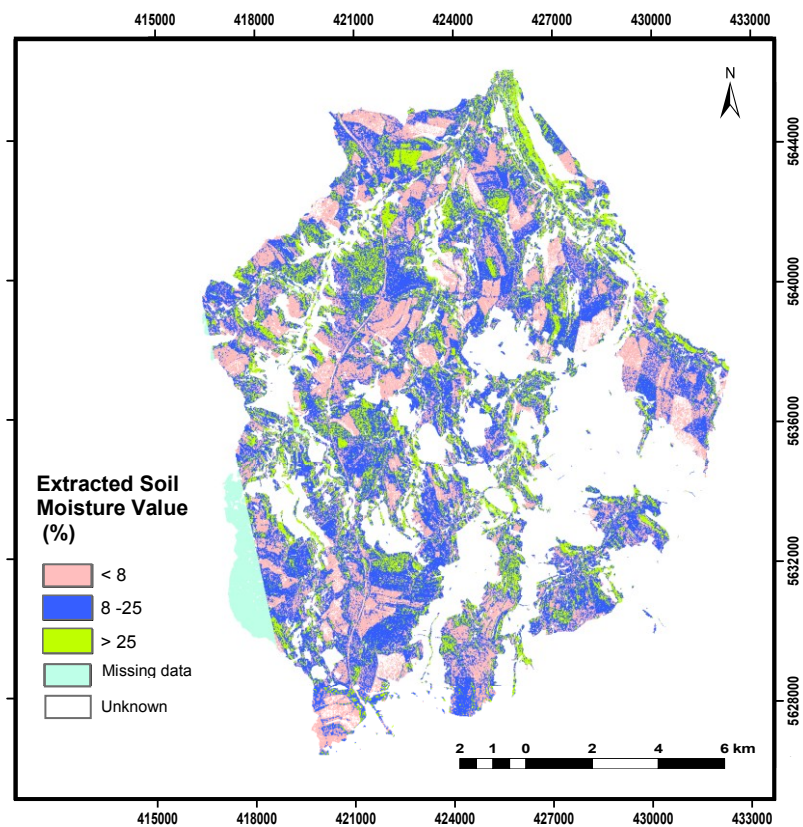 415000 418000 421000 424000 427000 430000 433000
N
5644000
5640000
5636000
5632000
5628000
Extracted Soil
Moisture Value
(%)
< 8
8 -25
> 25
Missing data
Unknown
2 1 0 2 4 6 km
415000 418000 421000 424000 427000 430000 433000